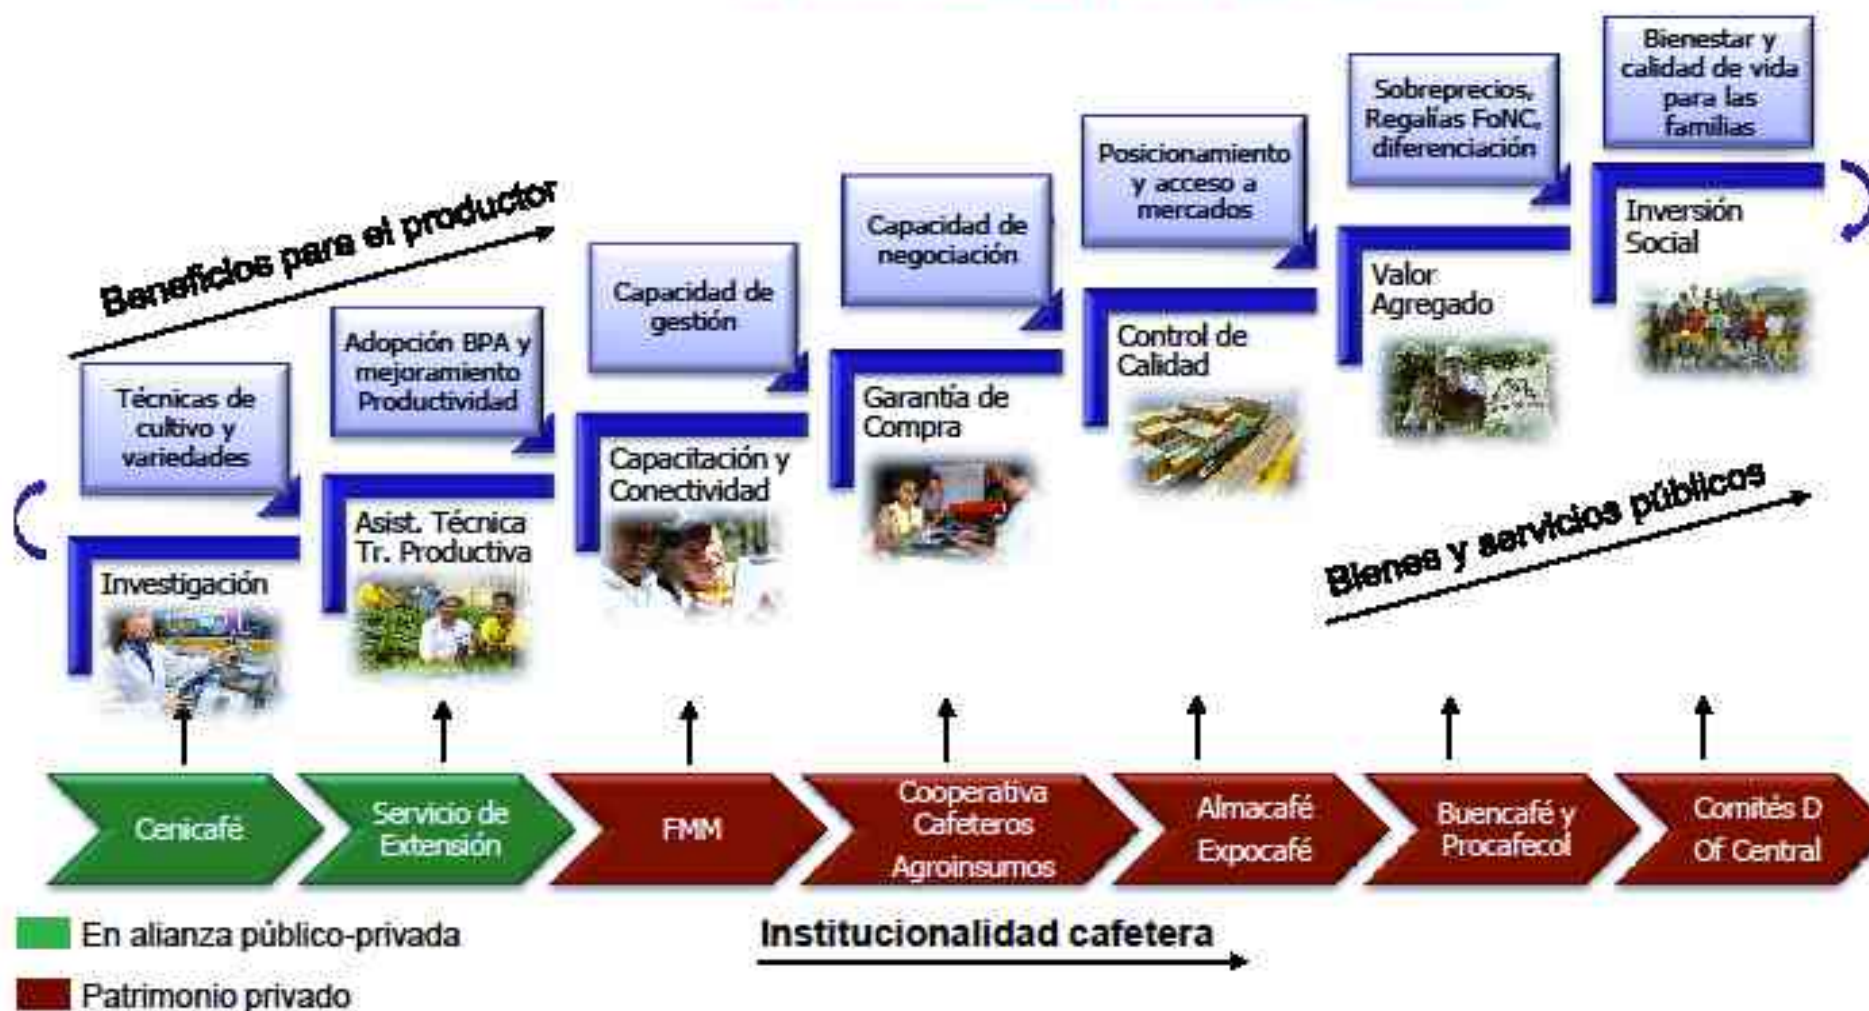 Beneficios para el productor
Técnicas de
cultivo y
variedades
Investigación
Adopción BPA y
mejoramiento
Productividad
Asist. Técnica
Tr. Productiva
Capacidad de
gestión
Capacitación y
Conectividad
Capacidad de
negociación
Garantía de
Compra
Posicionamiento
y acceso a
mercados
Control de
Calidad
Sobreprecios,
Regalías FoNC,
diferenciación
Valor
Agregado
Bienestar y
calidad de vida
para las
familias
Inversión
Social
Bienes y servicios públicos
Cenicafé
Servicio de
Extensión
FMM
Cooperativa
Cafeteros
Agroinsumos
Almacafé
Expocafé
Buencafé y
Procafecol
Comités D
Of Central
En alianza público-privada
Patrimonio privado
Institucionalidad cafetera